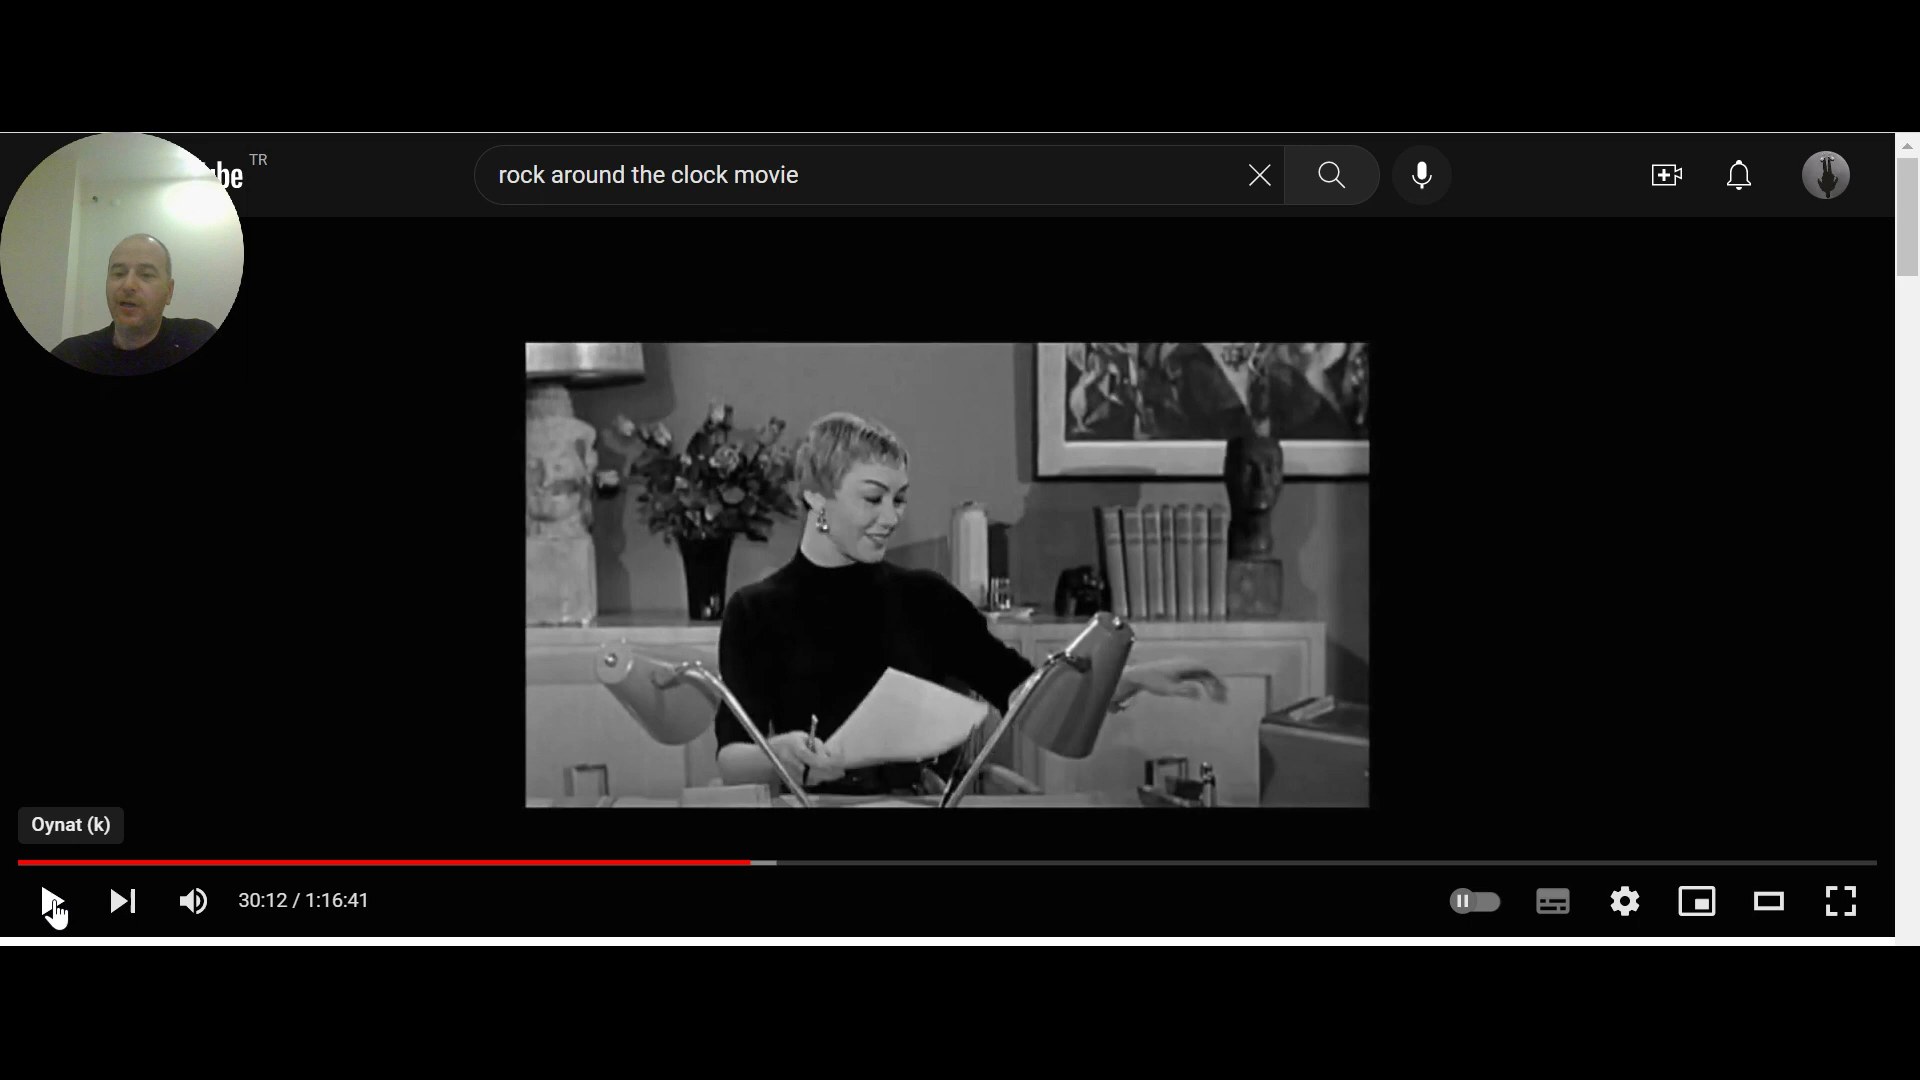 be TR
rock around the clock movie
Oynat (k)
30:12 / 1:16:41